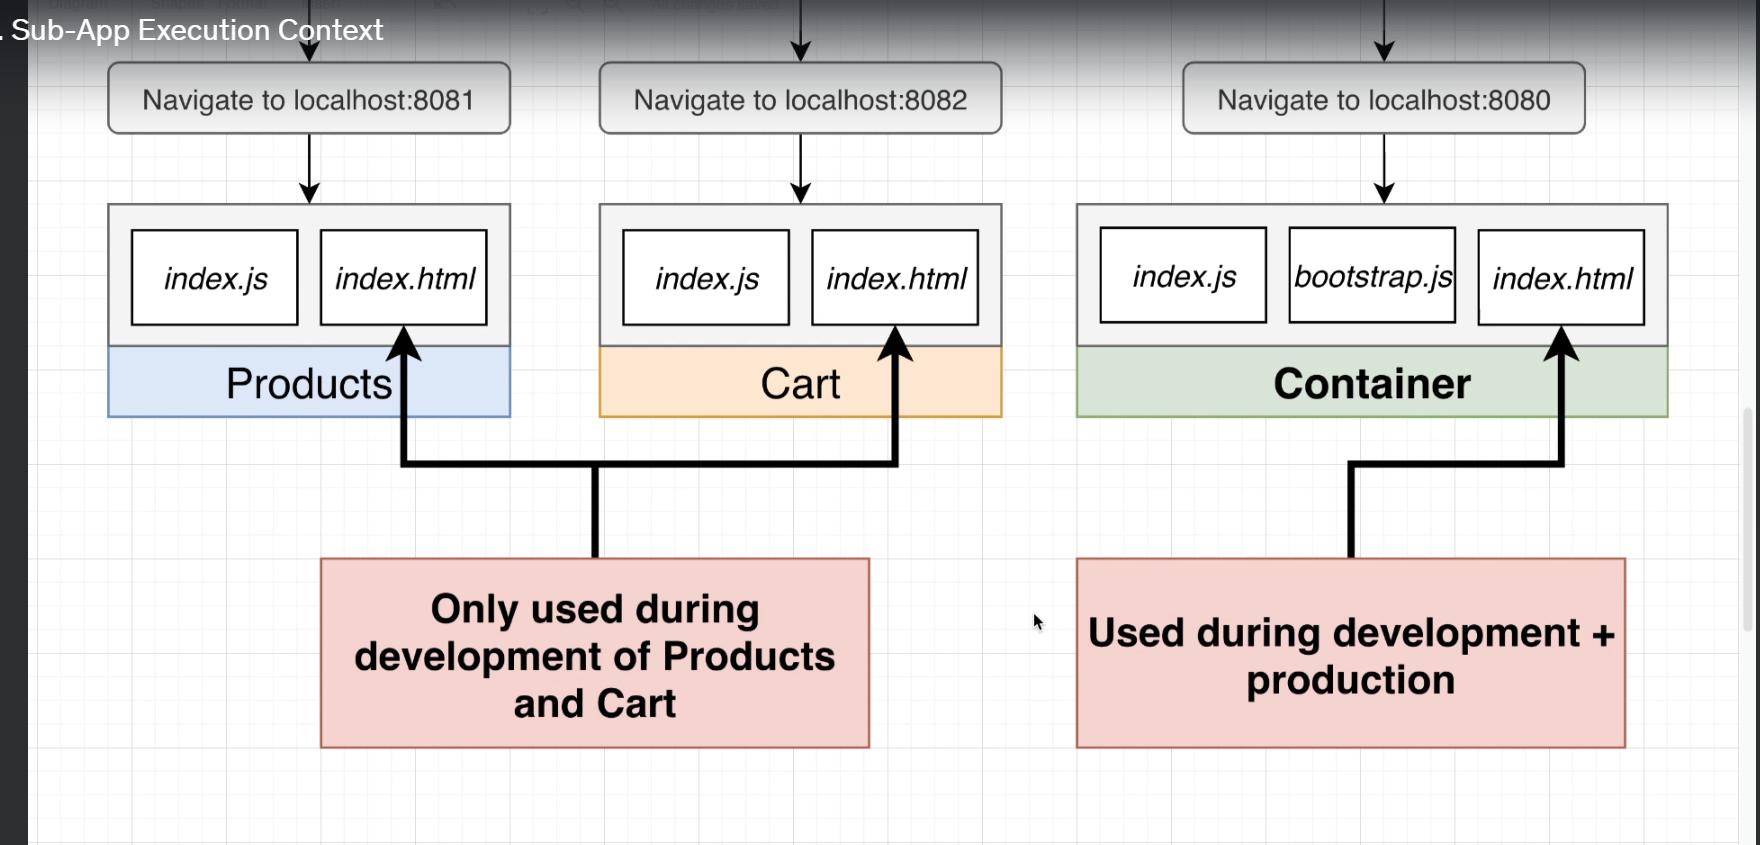 . Sub-App Execution Context
Navigate to localhost:8081
Navigate to localhost:8082
Navigate to localhost:8080
index.js
index.html
index.js
index.html
index.js
bootstrap.js
index.html
Products
Cart
Container
Only used during
development of Products
and Cart
Used during development +
production